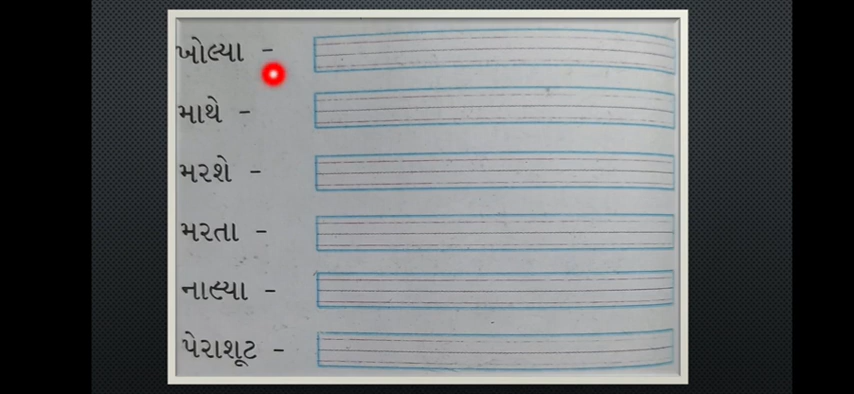 ખોલ્યા -
માથે -
મરશે -
મરતા -
નાહ્યા -
પેરાશૂટ -